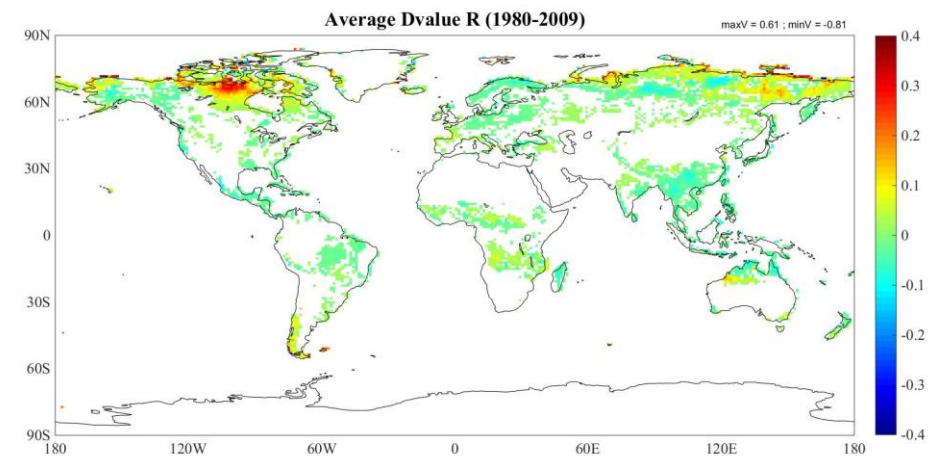 Average Dvalue R (1980-2009)
maxV = 0.61 ; minV = -0.81
90N
60N
30N
0
30S
60S
90S
180
120W
60W
0
60E
120E
180
0.4
0.3
0.2
0.1
0
-0.1
-0.2
-0.3
-0.4